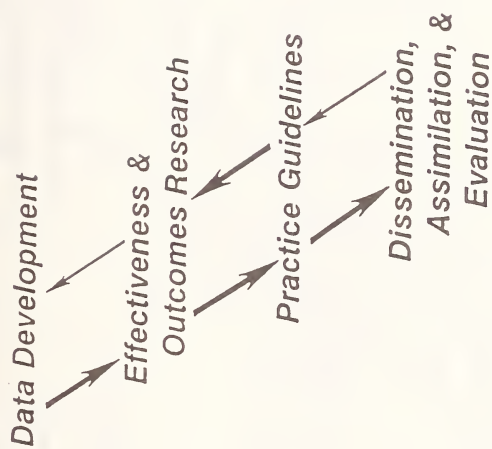 Data Development
Effectiveness &
Outcomes Research
Practice Guidelines
Dissemination,
Assimilation, &
Evaluation